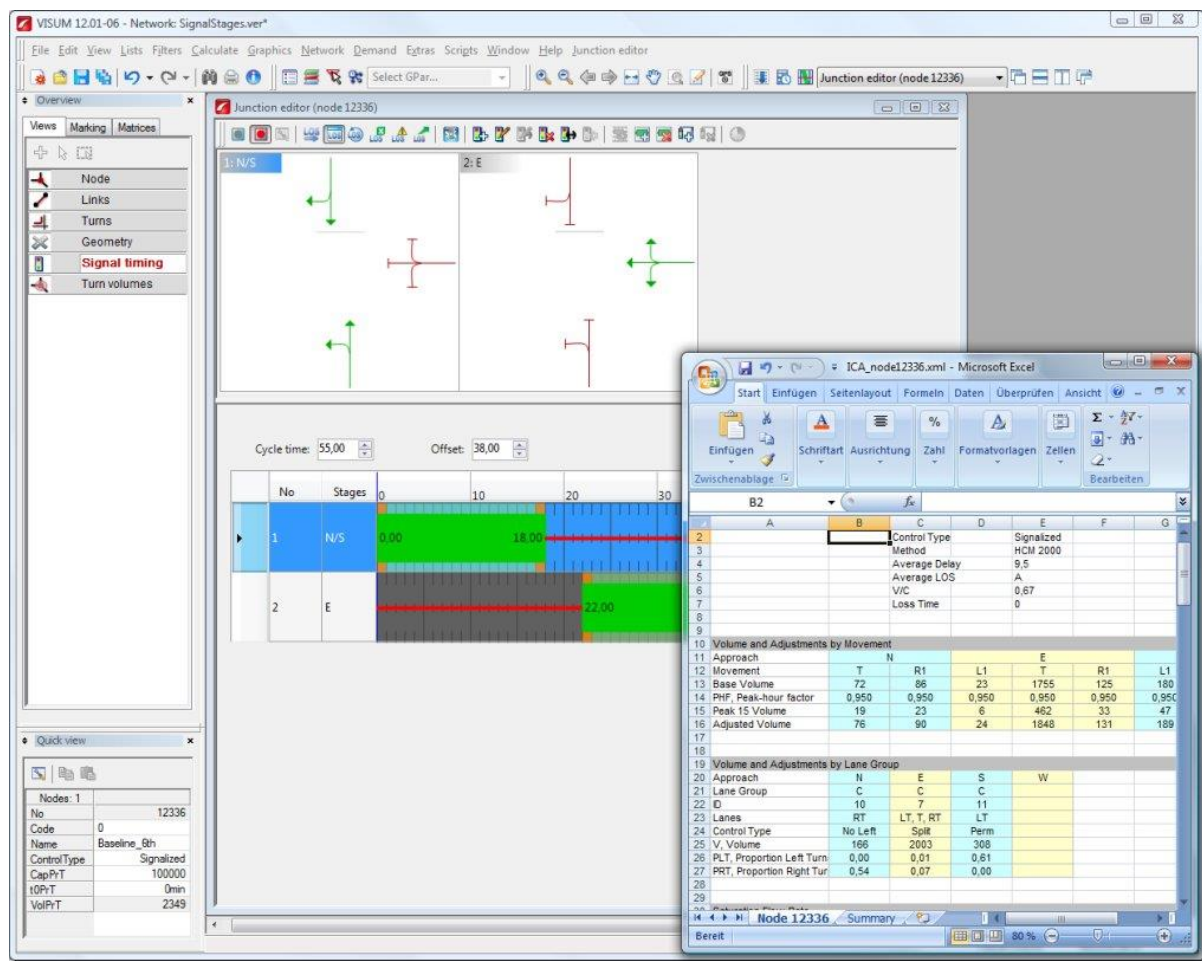 VISUM 12.01-06 - Network: SignalStages.ver*
File Edit View Lists Filters Calculate Graphics Network Demand Extras Scripts Window Help Junction editor
Select GPar...
Junction editor (node 12336)
Overview
Views Marking Matrices
Node
Links
Turns
Geometry
Signal timing
Turn volumes
Junction editor (node 12336)
1: N/S
2: E
Cycle time: 55,00 Offset: 38,00
No Stages 0 10 20 30
1 N/S 0,00 18,00
2 E 22,00
Quick view
Nodes: 1
No 12336
Code 0
Name Baseline_6th
ControlType Signalized
CapPrT 100000
t0PrT 0min
VolPrT 2349
ICA_node12336.xml - Microsoft Excel
Start Einfügen Seitenlayout Formeln Daten Überprüfen Ansicht
Einfügen Schriftart Ausrichtung Zahl Formatvorlagen Zellen
Zwischenablage Bearbeiten
B2 fx
A B C D E F G
2 Control Type Signalized
3 Method HCM 2000
4 Average Delay 9,5
5 Average LOS A
6 V/C 0,67
7 Loss Time 0
8
9
10 Volume and Adjustments by Movement
11 Approach N E
12 Movement T R1 L1 T R1 L1
13 Base Volume 72 86 23 1755 125 180
14 PHF, Peak-hour factor 0,950 0,950 0,950 0,950 0,950 0,950
15 Peak 15 Volume 19 23 6 462 33 47
16 Adjusted Volume 76 90 24 1848 131 189
17
18
19 Volume and Adjustments by Lane Group
20 Approach N E S W
21 Lane Group C C C
22 ID 10 7 11
23 Lanes RT LT, T, RT LT
24 Control Type No Left Split Perm
25 V, Volume 166 2003 308
26 PLT, Proportion Left Turn 0,00 0,01 0,61
27 PRT, Proportion Right Tur 0,54 0,07 0,00
28
29
Node 12336 Summary
Bereit 80 %